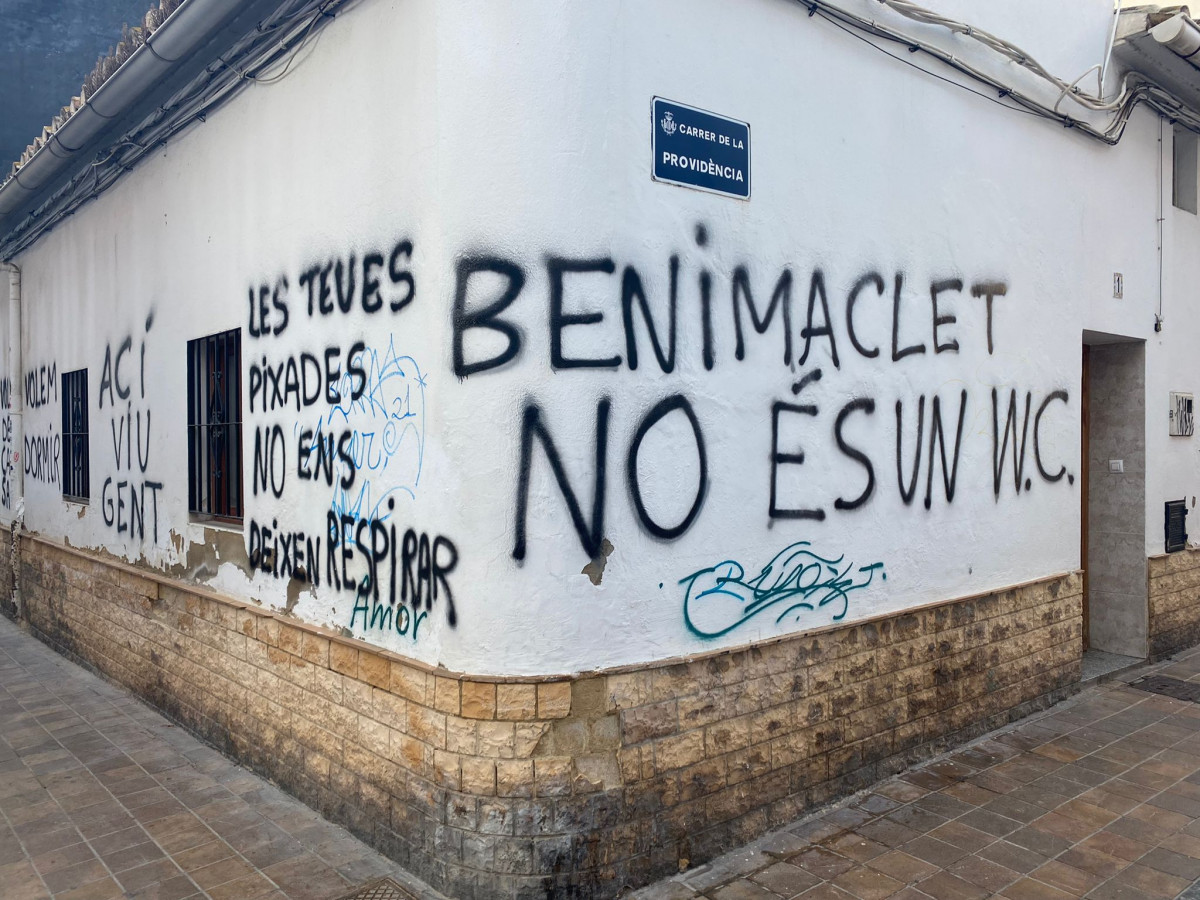 CARRER DE LA
PROVIDÈNCIA
1
VOLEM
DORMIR
ACÍ
VIU
GENT
LES TEUES
PIXADES
NO ENS
DEIXEN RESPIRAR
Amor
BENIMACLET
NO ÉS UN W.C.